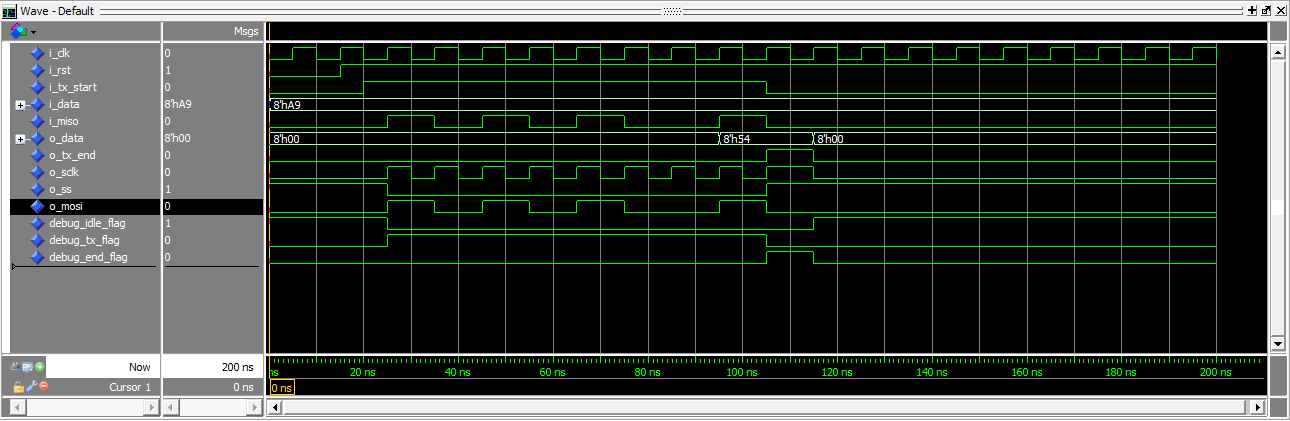 Wave - Default
Msgs
i_clk 0
i_rst 1
i_tx_start 0
i_data 8'hA9 8'hA9
i_miso 0
o_data 8'h00 8'h00 8'h54 8'h00
o_tx_end 0
o_sclk 0
o_ss 1
o_mosi 0
debug_idle_flag 1
debug_tx_flag 0
debug_end_flag 0
Now 200 ns ns 20 ns 40 ns 60 ns 80 ns 100 ns 120 ns 140 ns 160 ns 180 ns 200 ns
Cursor 1 0 ns 0 ns